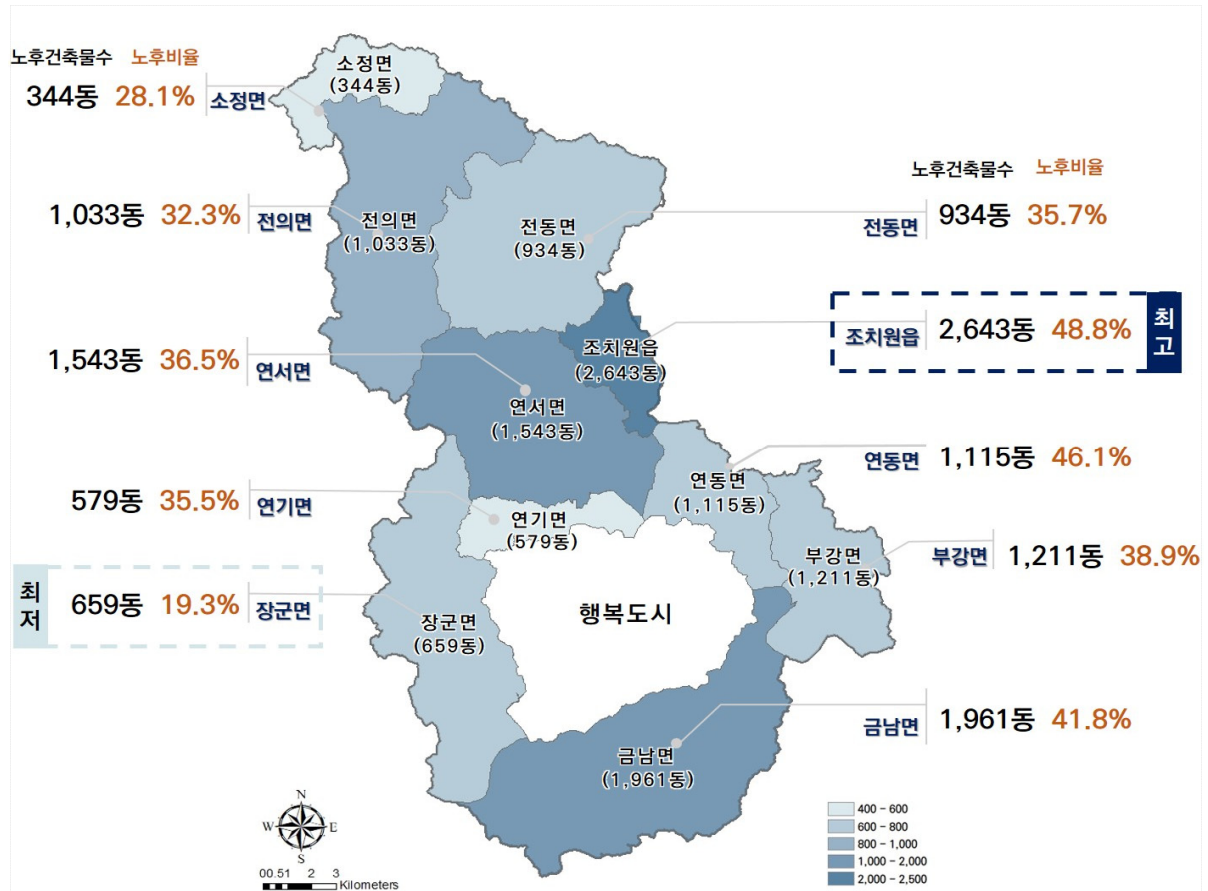 노후건축물수 노후비율
344동 28.1% 소정면
1,033동 32.3% 전의면
1,543동 36.5% 연서면
579동 35.5% 연기면
최저
659동 19.3% 장군면
소정면
(344동)
전의면
(1,033동)
전동면
(934동)
조치원읍
(2,643동)
연서면
(1,543동)
연동면
(1,115동)
연기면
(579동)
부강면
(1,211동)
행복도시
장군면
(659동)
금남면
(1,961동)
노후건축물수 노후비율
전동면 934동 35.7%
조치원읍 2,643동 48.8%
최고
연동면 1,115동 46.1%
부강면 1,211동 38.9%
금남면 1,961동 41.8%
N
W E
S
00.51 2 3
Kilometers
400 - 600
600 - 800
800 - 1,000
1,000 - 2,000
2,000 - 2,500